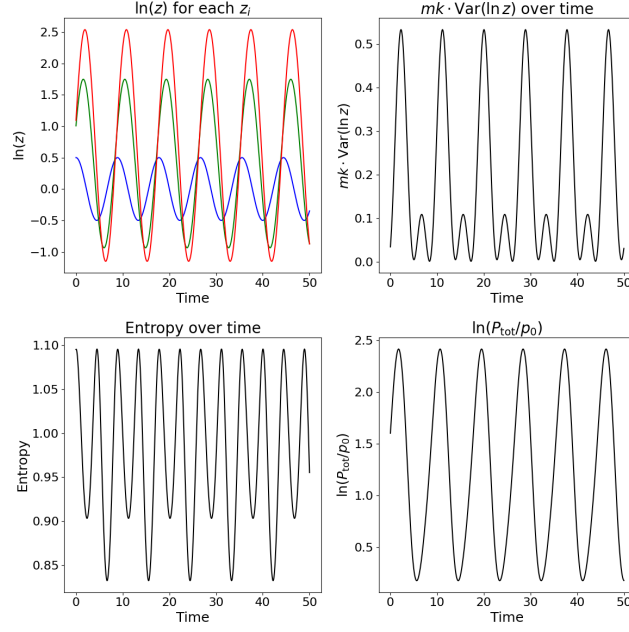 ln(z) for each z_i
mk · Var(ln z) over time
ln(z)
2.5
2.0
1.5
1.0
0.5
0.0
−0.5
−1.0
0 10 20 30 40 50
Time
mk · Var(ln z)
0.5
0.4
0.3
0.2
0.1
0.0
0 10 20 30 40 50
Time
Entropy over time
ln(P_tot/p_0)
Entropy
1.10
1.05
1.00
0.95
0.90
0.85
0 10 20 30 40 50
Time
ln(P_tot/p_0)
2.5
2.0
1.5
1.0
0.5
0 10 20 30 40 50
Time